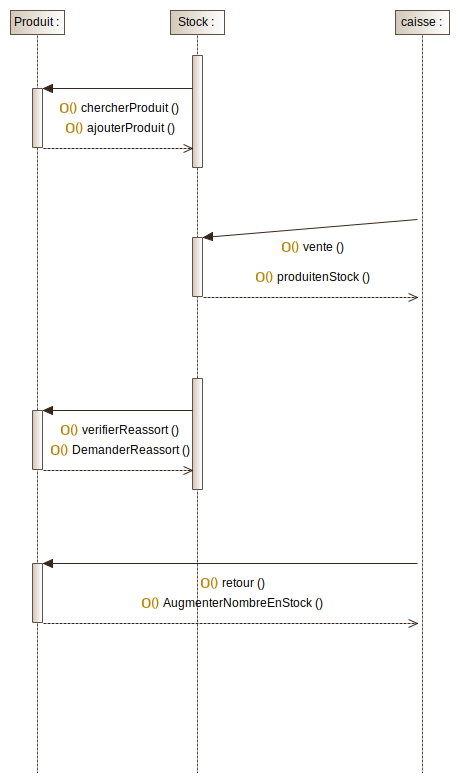 Produit :
Stock :
caisse :
O() chercherProduit ()
O() ajouterProduit ()
O() vente ()
O() produitenStock ()
O() verifierReassort ()
O() DemanderReassort ()
O() retour ()
O() AugmenterNombreEnStock ()